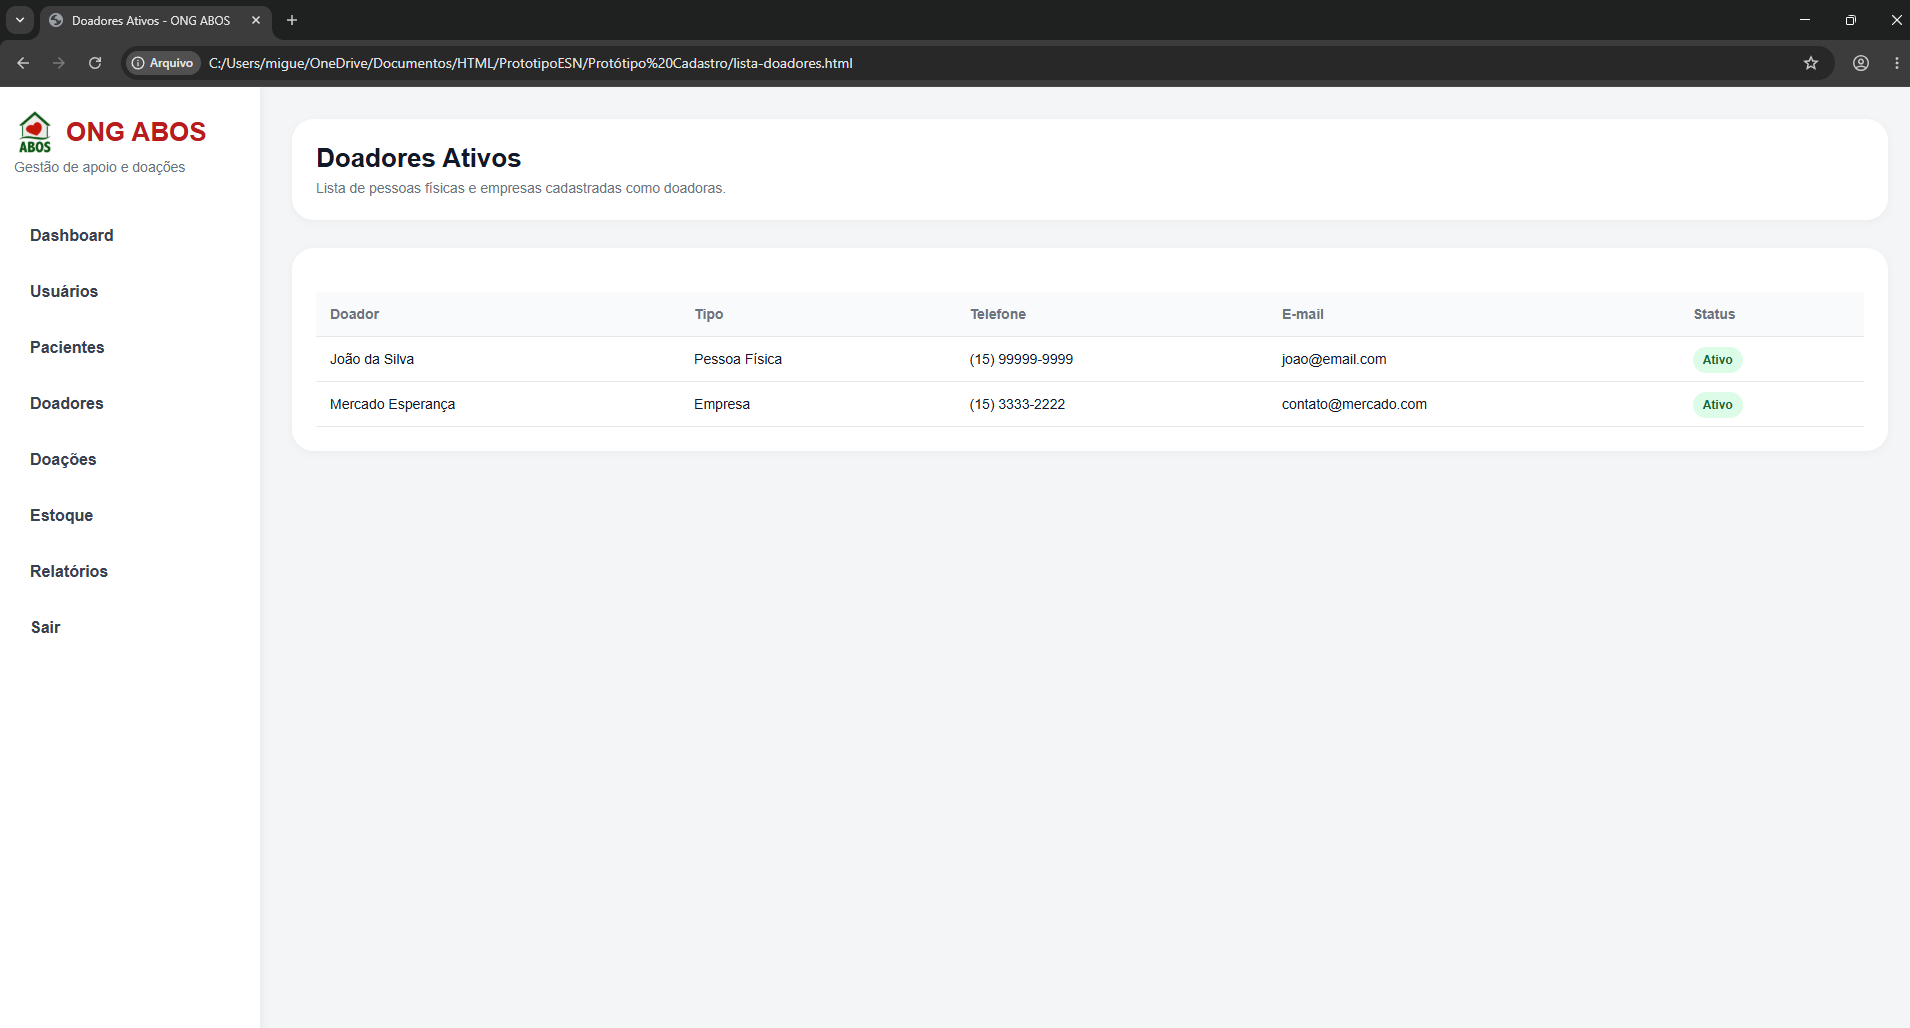 Doadores Ativos - ONG ABOS
Arquivo C:/Users/migue/OneDrive/Documentos/HTML/PrototipoESN/Protótipo%20Cadastro/lista-doadores.html
ABOS
ONG ABOS
Gestão de apoio e doações
Dashboard
Usuários
Pacientes
Doadores
Doações
Estoque
Relatórios
Sair
Doadores Ativos
Lista de pessoas físicas e empresas cadastradas como doadoras.
Doador Tipo Telefone E-mail Status
João da Silva Pessoa Física (15) 99999-9999 joao@email.com Ativo
Mercado Esperança Empresa (15) 3333-2222 contato@mercado.com Ativo